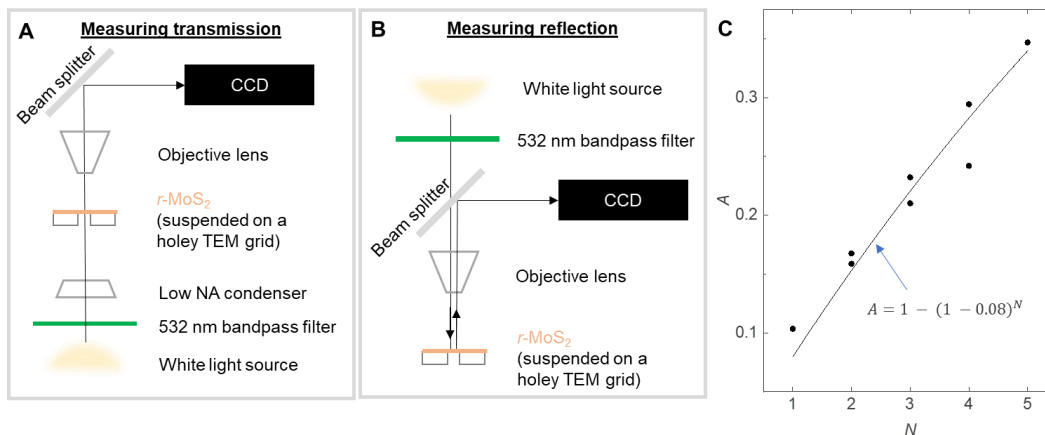 A
Measuring transmission
Beam splitter
CCD
Objective lens
r-MoS₂
(suspended on a
holey TEM grid)
Low NA condenser
532 nm bandpass filter
White light source
B
Measuring reflection
White light source
532 nm bandpass filter
Beam splitter
CCD
Objective lens
r-MoS₂
(suspended on a
holey TEM grid)
C
A
0.3
0.2
0.1
A = 1 − (1 − 0.08)ᴺ
1 2 3 4 5
N